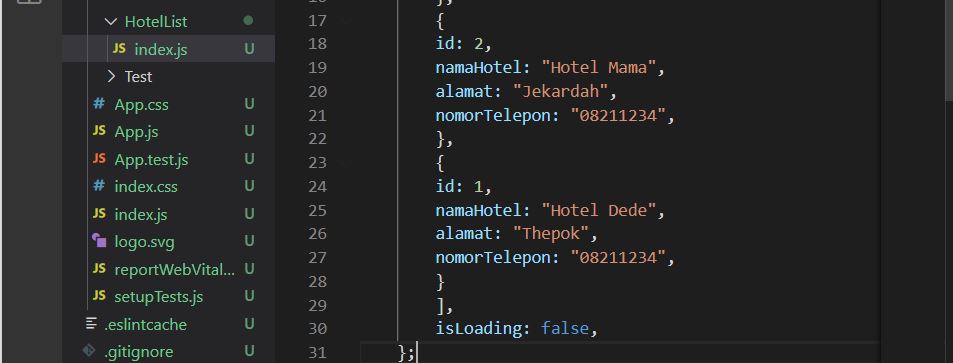 HotelList
JS index.js U
Test
# App.css U
JS App.js U
JS App.test.js U
# index.css U
JS index.js U
logo.svg U
JS reportWebVital... U
JS setupTests.js U
.eslintcache U
.gitignore U
17 {
18 id: 2,
19 namaHotel: "Hotel Mama",
20 alamat: "Jekardah",
21 nomorTelepon: "08211234",
22 },
23 {
24 id: 1,
25 namaHotel: "Hotel Dede",
26 alamat: "Thepok",
27 nomorTelepon: "08211234",
28 }
29 ],
30 isLoading: false,
31 };